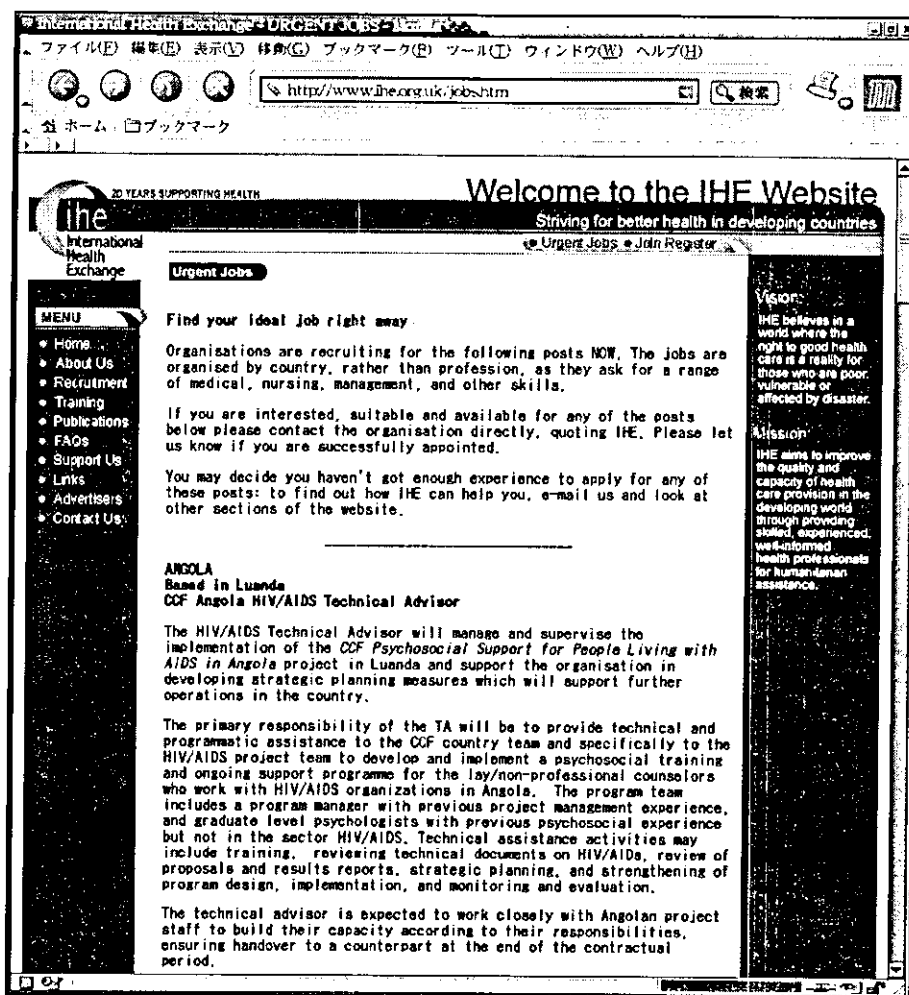 International Health Exchange - URGENT JOBS -
ファイル(F) 編集(E) 表示(V) 移動(G) ブックマーク(B) ツール(T) ウィンドウ(W) ヘルプ(H)
http://www.ihe.org.uk/jobs.htm
検索
ホーム ブックマーク
20 YEARS SUPPORTING HEALTH
Welcome to the IHE Website
ihe
Striving for better health in developing countries
International
Health
Exchange
Urgent Jobs Join Register
Urgent Jobs
MENU
Home
About Us
Recruitment
Training
Publications
FAQs
Support Us
Links
Advertisers
Contact Us
Find your ideal job right away
Organisations are recruiting for the following posts NOW. The jobs are
organised by country, rather than profession, as they ask for a range
of medical, nursing, management, and other skills.
If you are interested, suitable and available for any of the posts
below please contact the organisation directly, quoting IHE. Please let
us know if you are successfully appointed.
You may decide you haven't got enough experience to apply for any of
these posts: to find out how IHE can help you, e-mail us and look at
other sections of the website.
ANGOLA
Based in Luanda
CCF Angola HIV/AIDS Technical Advisor
The HIV/AIDS Technical Advisor will manage and supervise the
implementation of the CCF Psychosocial Support for People Living with
AIDS in Angola project in Luanda and support the organisation in
developing strategic planning measures which will support further
operations in the country.
The primary responsibility of the TA will be to provide technical and
programmatic assistance to the CCF country team and specifically to the
HIV/AIDS project team to develop and implement a psychosocial training
and ongoing support programme for the lay/non-professional counselors
who work with HIV/AIDS organizations in Angola. The program team
includes a program manager with previous project management experience,
and graduate level psychologists with previous psychosocial experience
but not in the sector HIV/AIDS. Technical assistance activities may
include training, reviewing technical documents on HIV/AIDs, review of
proposals and results reports, strategic planning, and strengthening of
program design, implementation, and monitoring and evaluation.
The technical advisor is expected to work closely with Angolan project
staff to build their capacity according to their responsibilities,
ensuring handover to a counterpart at the end of the contractual
period.
Vision:
IHE believes in a
world where the
right to good health
care is a reality for
those who are poor,
vulnerable or
affected by disaster.
Mission:
IHE aims to improve
the quality and
capacity of health
care provision in the
developing world
through providing
skilled, experienced,
well-informed
health professionals
for humanitarian
assistance.